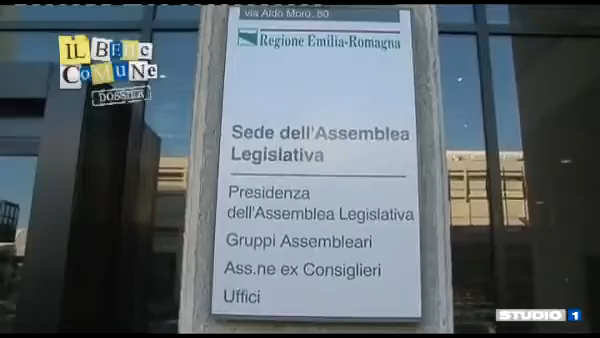 via Aldo Moro, 50
Regione Emilia-Romagna
IL BENE
COMUNE
DOSSIER
Sede dell'Assemblea
Legislativa
Presidenza
dell'Assemblea Legislativa
Gruppi Assembleari
Ass.ne ex Consiglieri
Uffici
STUDIO 1